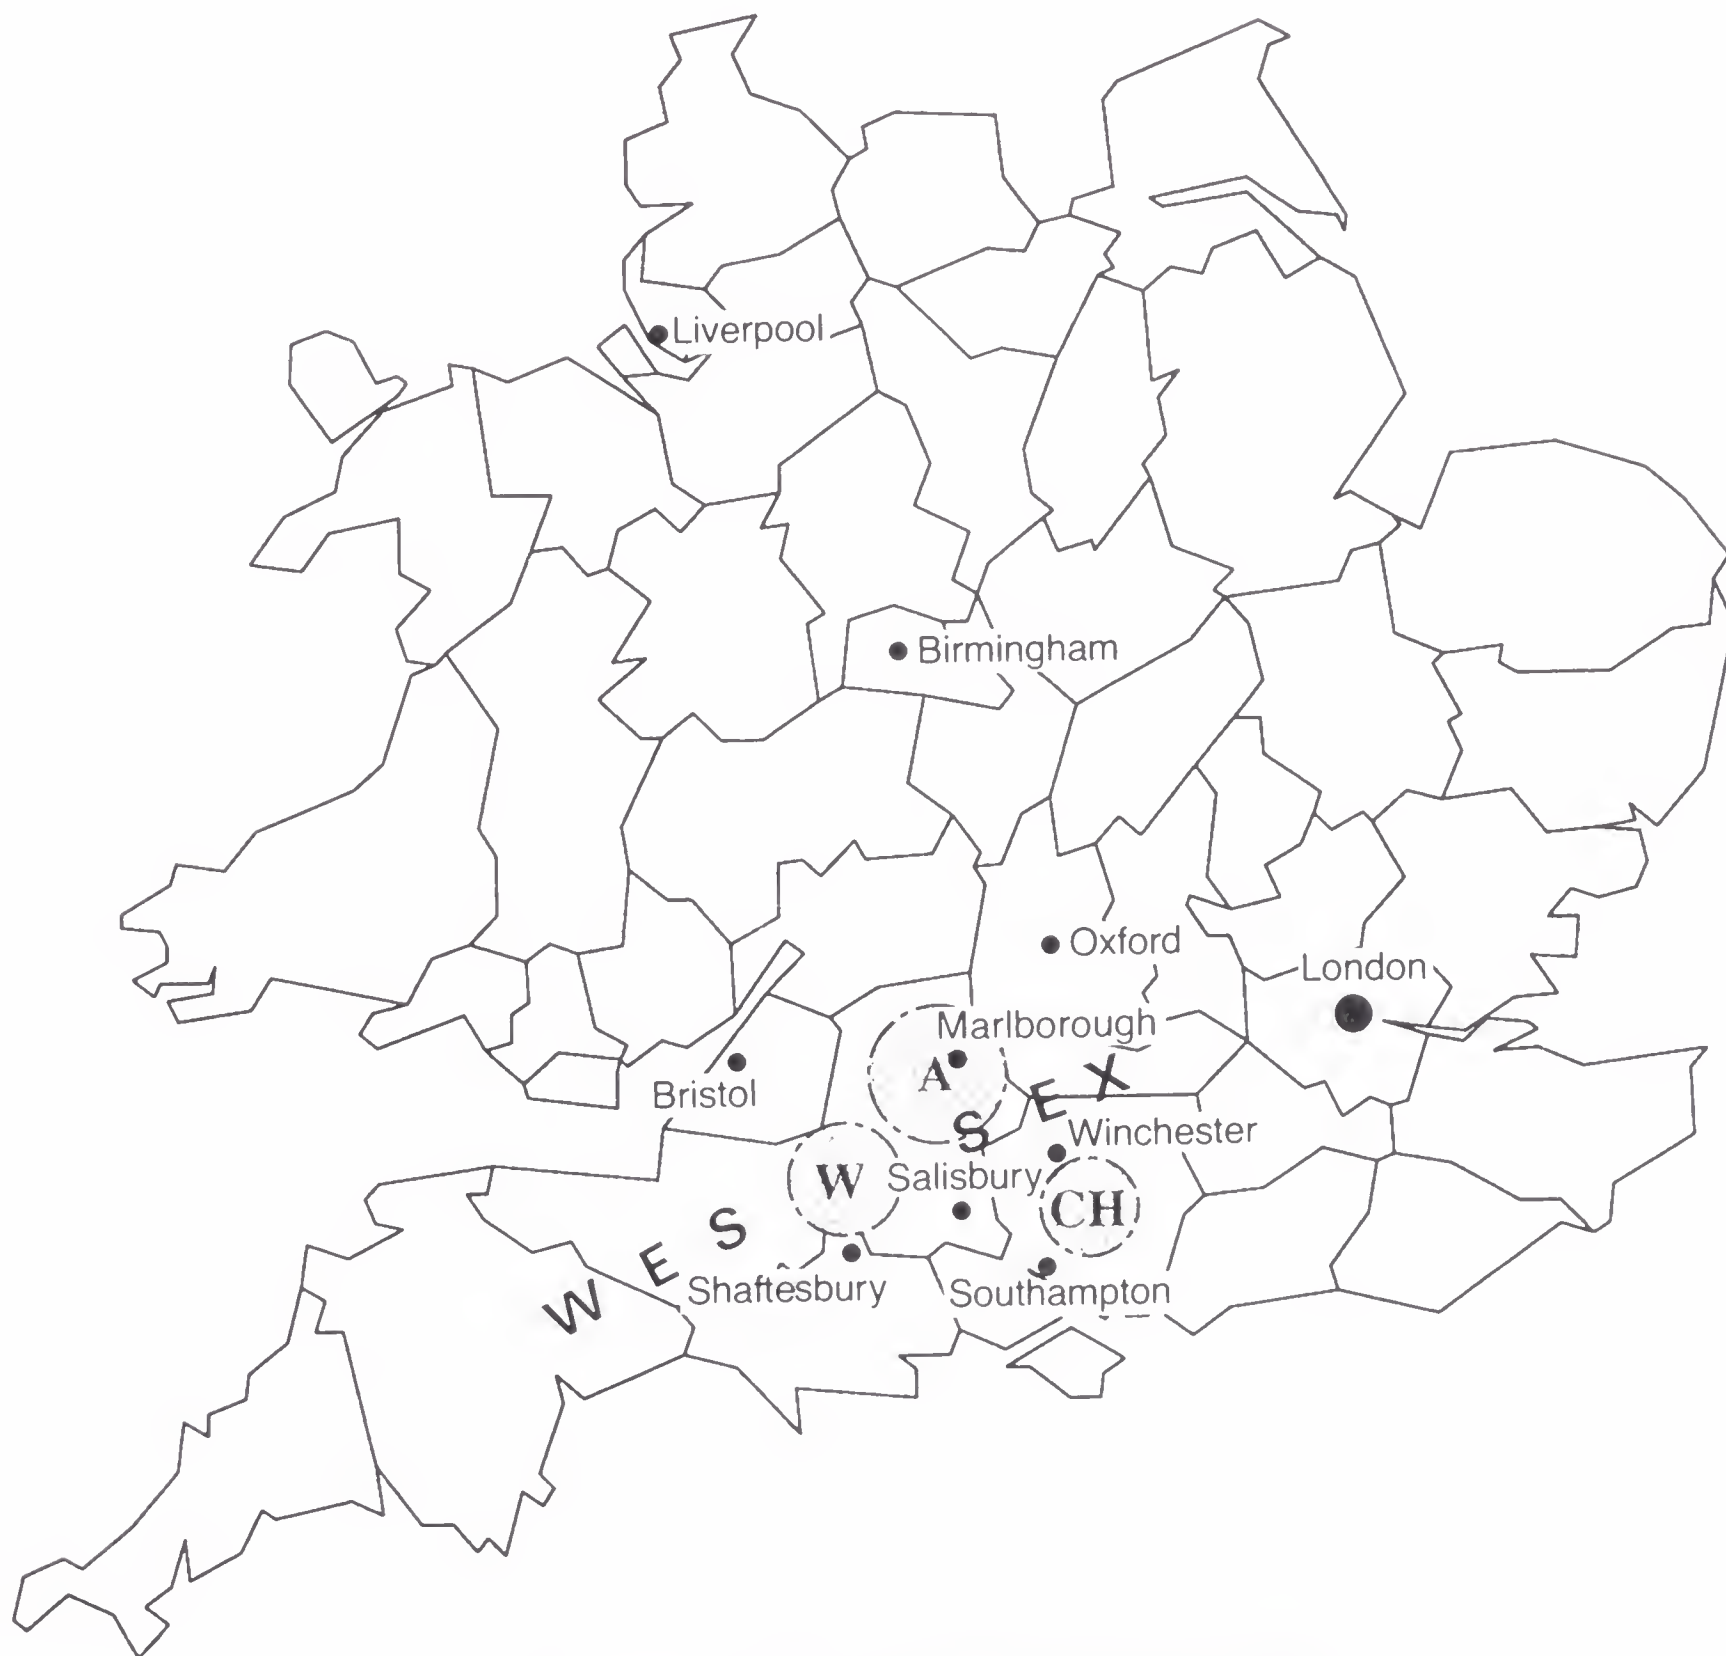 Liverpool
Birmingham
Oxford
London
Marlborough
A
Bristol
WESSEX
Winchester
W
Salisbury
CH
Shaftesbury
Southampton